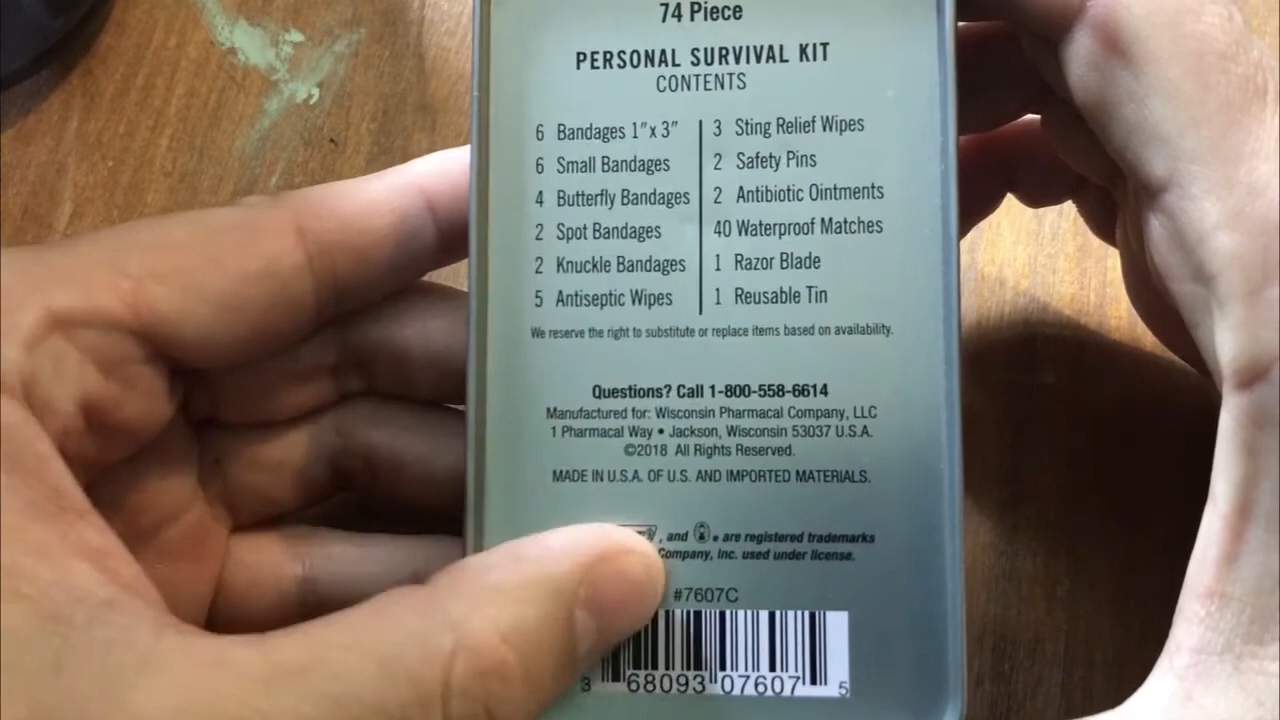 74 Piece
PERSONAL SURVIVAL KIT
CONTENTS
6 Bandages 1"x 3"
6 Small Bandages
4 Butterfly Bandages
2 Spot Bandages
2 Knuckle Bandages
5 Antiseptic Wipes
3 Sting Relief Wipes
2 Safety Pins
2 Antibiotic Ointments
40 Waterproof Matches
1 Razor Blade
1 Reusable Tin
We reserve the right to substitute or replace items based on availability.
Questions? Call 1-800-558-6614
Manufactured for: Wisconsin Pharmacal Company, LLC
1 Pharmacal Way • Jackson, Wisconsin 53037 U.S.A.
©2018 All Rights Reserved.
MADE IN U.S.A. OF U.S. AND IMPORTED MATERIALS.
, and ® are registered trademarks
Company, Inc. used under license.
#7607C
3 68093 07607 5